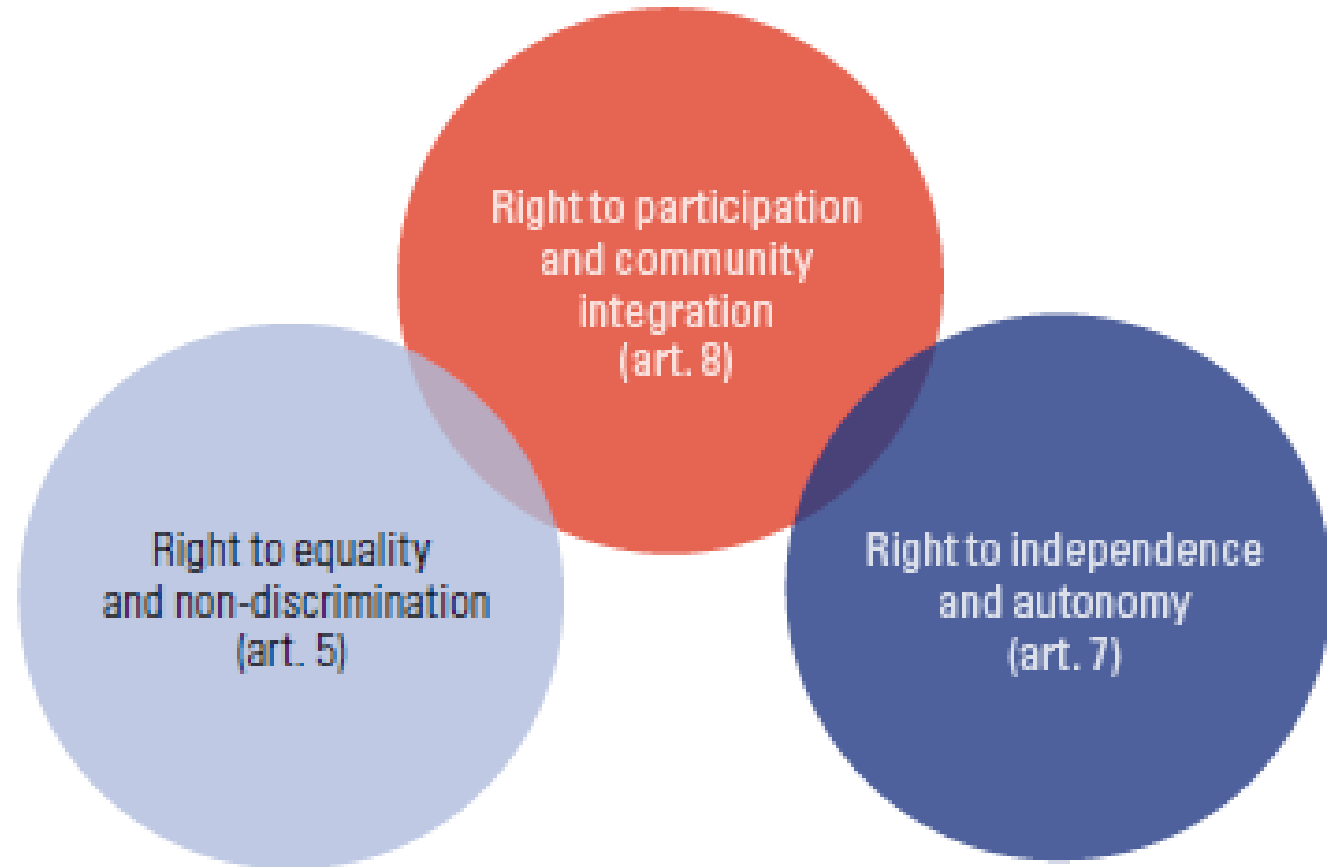 Right to participation
and community
integration
(art. 8)
Right to equality
and non-discrimination
(art. 5)
Right to independence
and autonomy
(art. 7)